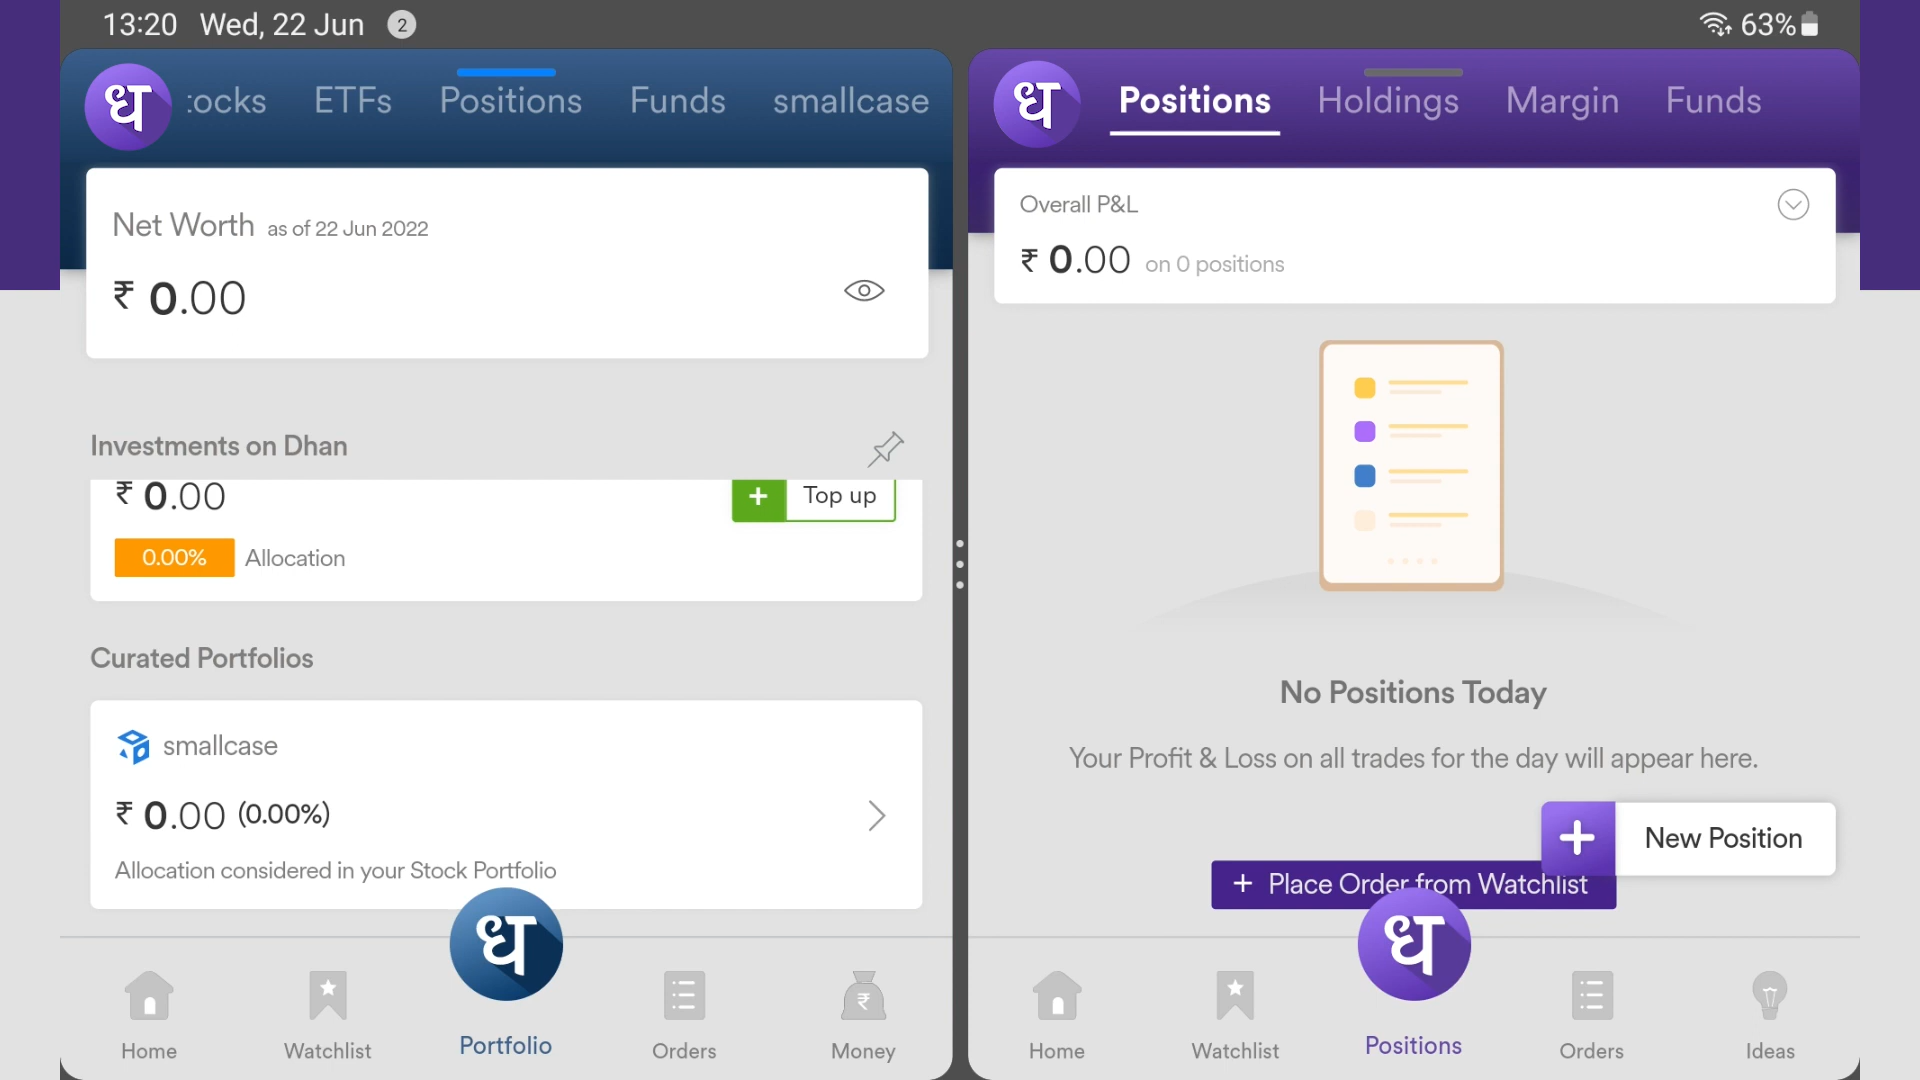 13:20 Wed, 22 Jun 2
63%
ध :ocks ETFs Positions Funds smallcase
Net Worth as of 22 Jun 2022
₹ 0.00
Investments on Dhan
₹ 0.00
+ Top up
0.00% Allocation
Curated Portfolios
smallcase
₹ 0.00 (0.00%)
Allocation considered in your Stock Portfolio
ध
Home Watchlist Portfolio Orders Money
ध Positions Holdings Margin Funds
Overall P&L
₹ 0.00 on 0 positions
No Positions Today
Your Profit & Loss on all trades for the day will appear here.
+ New Position
+ Place Order from Watchlist
ध
Home Watchlist Positions Orders Ideas